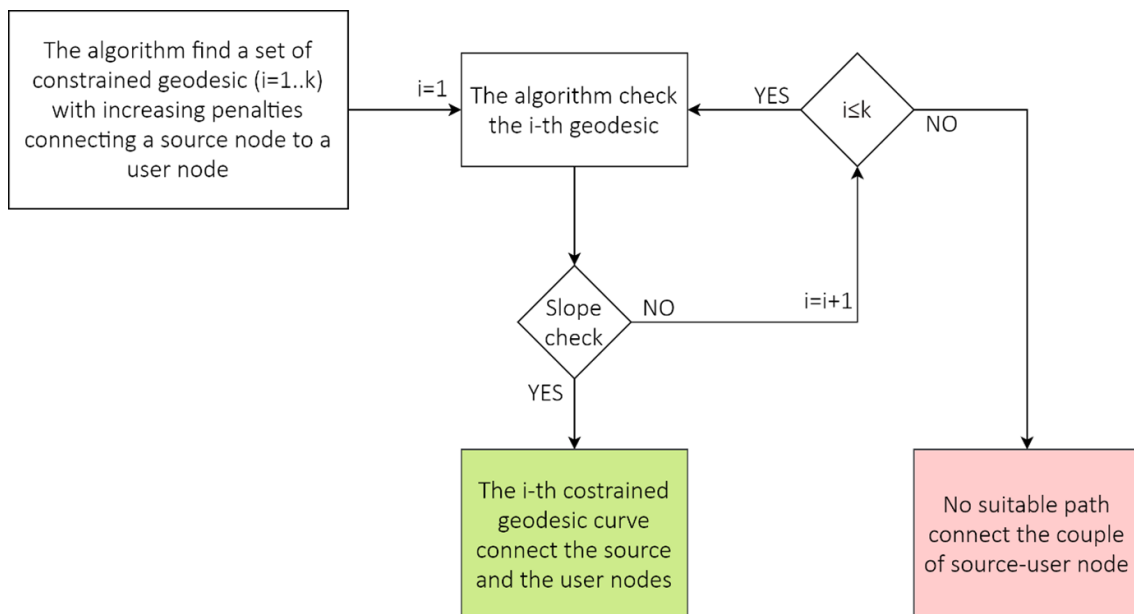 The algorithm find a set of
constrained geodesic (i=1..k)
with increasing penalties
connecting a source node to a
user node
i=1
The algorithm check
the i-th geodesic
YES
i≤k
NO
Slope
check
NO
i=i+1
YES
The i-th costrained
geodesic curve
connect the source
and the user nodes
No suitable path
connect the couple
of source-user node